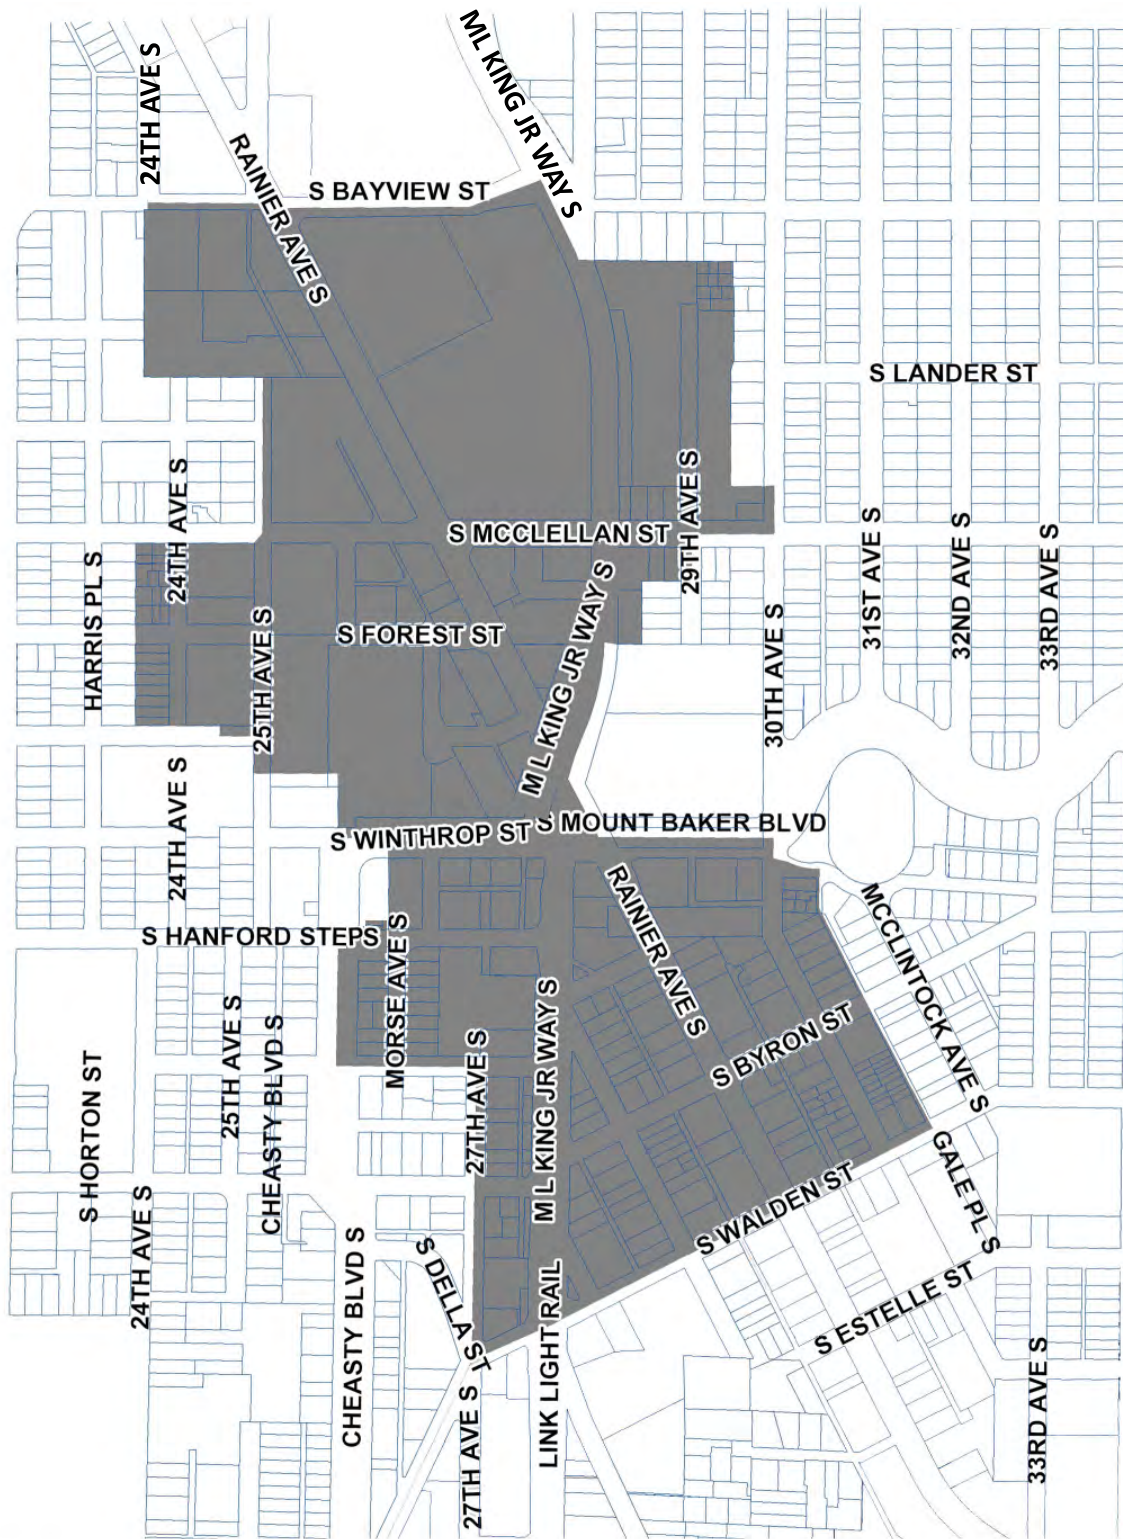 ML KING JR WAY S
24TH AVE S
RAINIER AVE S
S BAYVIEW ST
S LANDER ST
24TH AVE S
29TH AVE S
S MCCLELLAN ST
31ST AVE S
32ND AVE S
33RD AVE S
HARRIS PL S
M L KING JR WAY S
25TH AVE S
S FOREST ST
30TH AVE S
24TH AVE S
S WINTHROP ST
S MOUNT BAKER BLVD
RAINIER AVE S
MCCLINTOCK AVE S
S HANFORD STEPS
MORSE AVE S
M L KING JR WAY S
25TH AVE S
CHEASTY BLVD S
S HORTON ST
27TH AVE S
S BYRON ST
GALE PL S
S WALDEN ST
24TH AVE S
CHEASTY BLVD S
S DELLA ST
LINK LIGHT RAIL
S ESTELLE ST
27TH AVE S
33RD AVE S